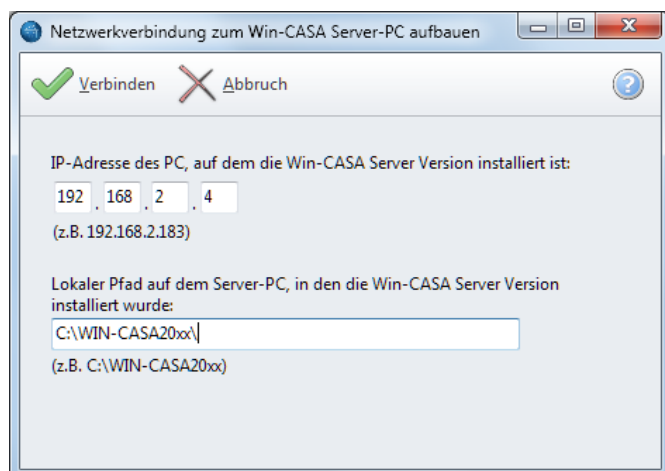 Netzwerkverbindung zum Win-CASA Server-PC aufbauen
Verbinden Abbruch ?
IP-Adresse des PC, auf dem die Win-CASA Server Version installiert ist:
192 . 168 . 2 . 4
(z.B. 192.168.2.183)
Lokaler Pfad auf dem Server-PC, in den die Win-CASA Server Version
installiert wurde:
C:\WIN-CASA20xx\
(z.B. C:\WIN-CASA20xx)